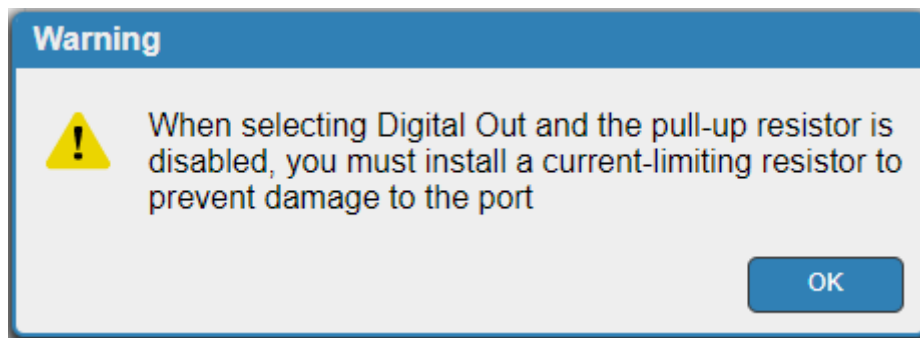 Warning
When selecting Digital Out and the pull-up resistor is
disabled, you must install a current-limiting resistor to
prevent damage to the port
OK